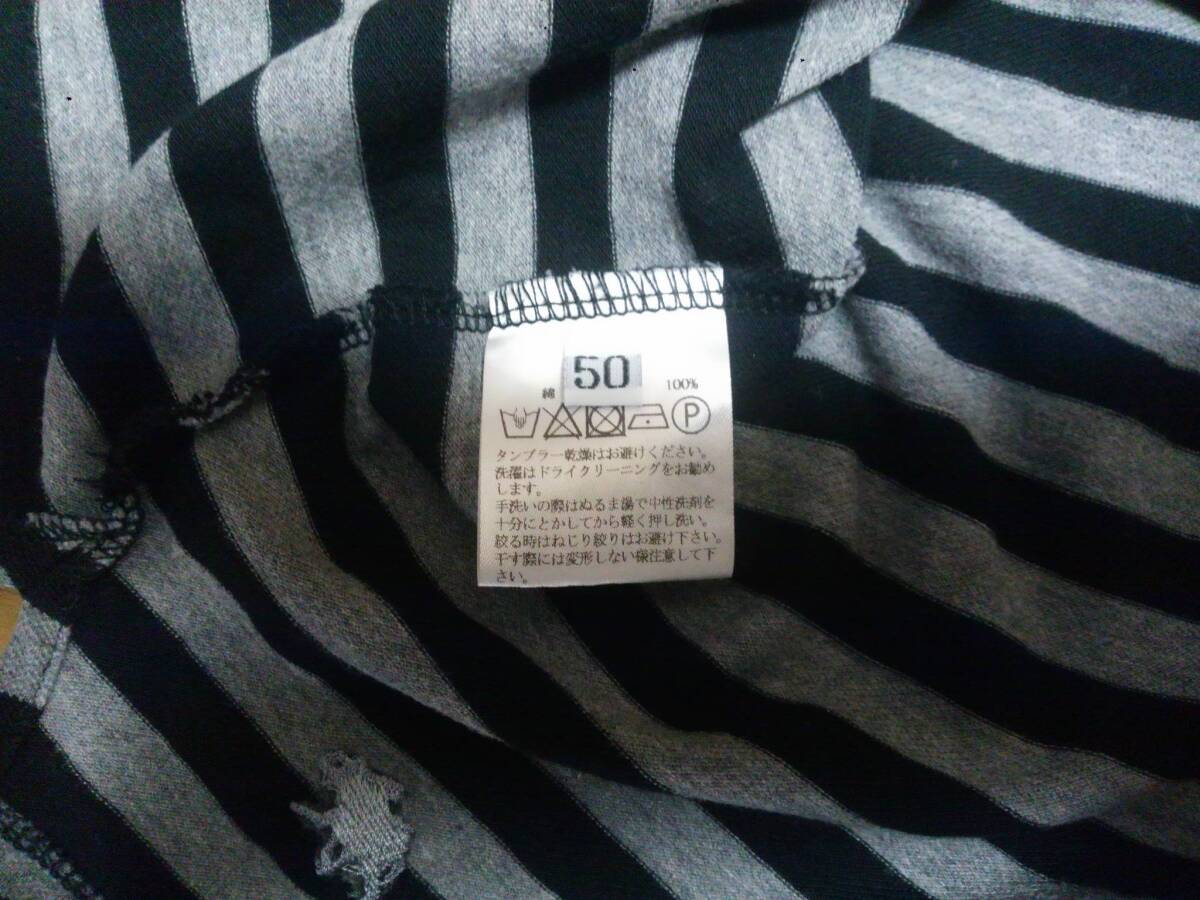 50
綿 100%
P
タンブラー乾燥はお避けください。
洗濯はドライクリーニングをお勧め
します。
手洗いの際はぬるま湯で中性洗剤を
十分にとかしてから軽く押し洗い。
絞る時はねじり絞りはお避け下さい。
干す際には変形しない様注意して下
さい。